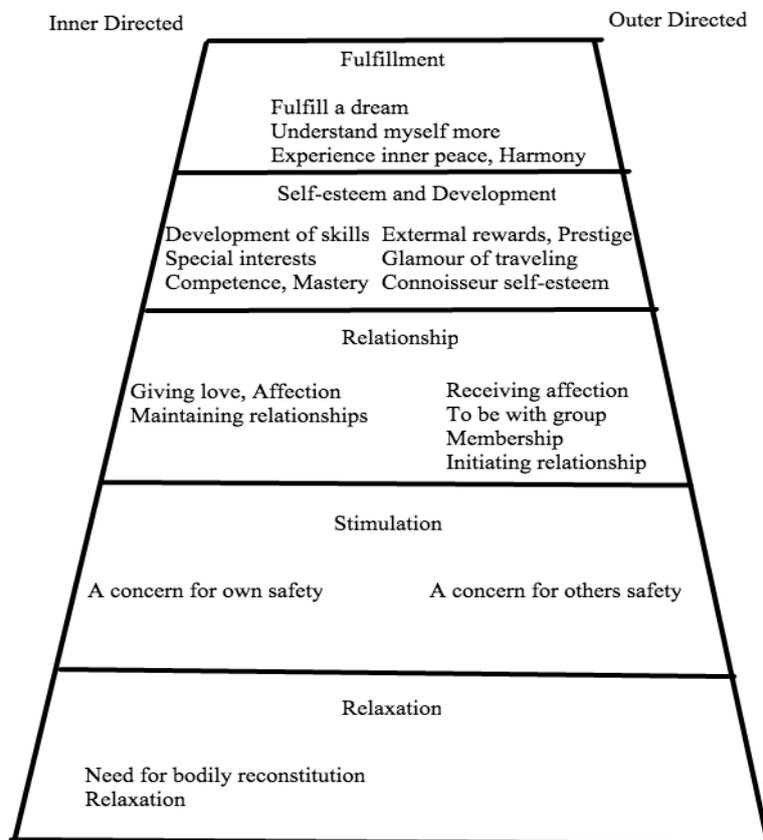 Inner Directed
Outer Directed
Fulfillment
Fulfill a dream
Understand myself more
Experience inner peace, Harmony
Self-esteem and Development
Development of skills
Special interests
Competence, Mastery
Extermal rewards, Prestige
Glamour of traveling
Connoisseur self-esteem
Relationship
Giving love, Affection
Maintaining relationships
Receiving affection
To be with group
Membership
Initiating relationship
Stimulation
A concern for own safety
A concern for others safety
Relaxation
Need for bodily reconstitution
Relaxation